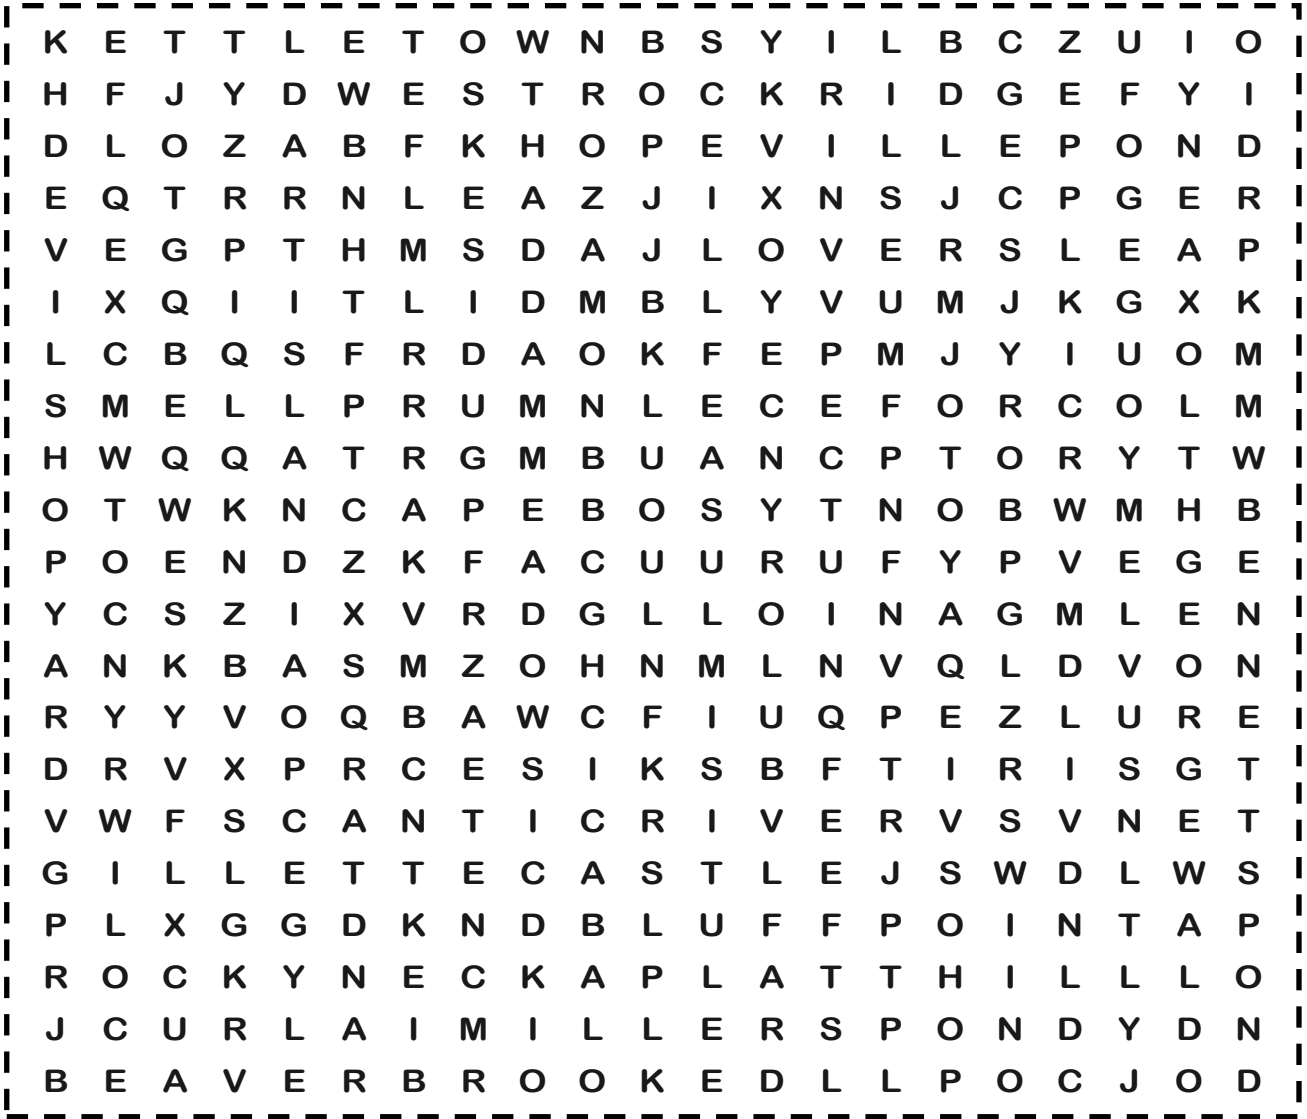 K E T T L E T O W N B S Y I L B C Z U I O
H F J Y D W E S T R O C K R I D G E F Y I
D L O Z A B F K H O P E V I L L E P O N D
E Q T R R N L E A Z J I X N S J C P G E R
V E G P T H M S D A J L O V E R S L E A P
I X Q I I T L I D M B L Y V U M J K G X K
L C B Q S F R D A O K F E P M J Y I U O M
S M E L L P R U M N L E C E F O R C O L M
H W Q Q A T R G M B U A N C P T O R Y T W
O T W K N C A P E B O S Y T N O B W M H B
P O E N D Z K F A C U U R U F Y P V E G E
Y C S Z I X V R D G L L O I N A G M L E N
A N K B A S M Z O H N M L N V Q L D V O N
R Y Y V O Q B A W C F I U Q P E Z L U R E
D R V X P R C E S I K S B F T I R I S G T
V W F S C A N T I C R I V E R V S V N E T
G I L L E T T E C A S T L E J S W D L W S
P L X G G D K N D B L U F F P O I N T A P
R O C K Y N E C K A P L A T T H I L L L O
J C U R L A I M I L L E R S P O N D Y D N
B E A V E R B R O O K E D L L P O C J O D